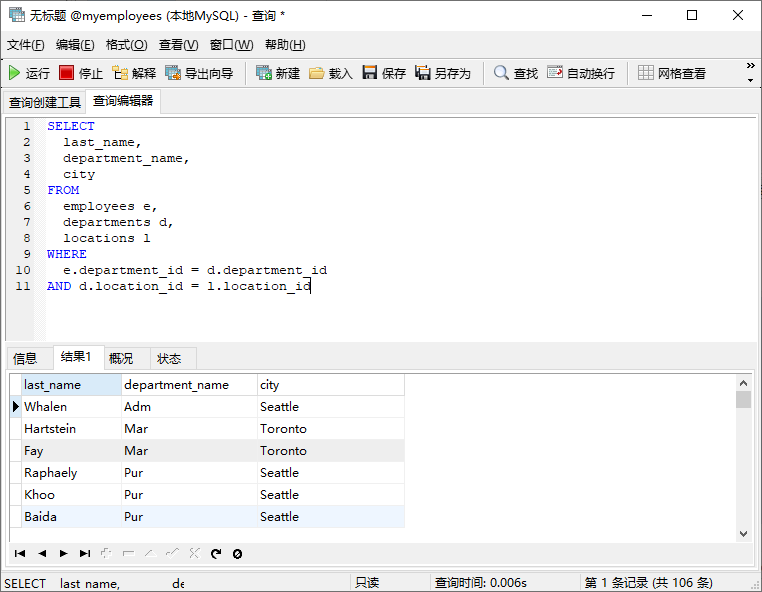 无标题 @myemployees (本地MySQL) - 查询 *
文件(F) 编辑(E) 格式(O) 查看(V) 窗口(W) 帮助(H)
运行 停止 解释 导出向导 新建 载入 保存 另存为 查找 自动换行 网格查看
查询创建工具 查询编辑器
1 SELECT
2 last_name,
3 department_name,
4 city
5 FROM
6 employees e,
7 departments d,
8 locations l
9 WHERE
10 e.department_id = d.department_id
11 AND d.location_id = l.location_id
信息 结果1 概况 状态
last_name department_name city
Whalen Adm Seattle
Hartstein Mar Toronto
Fay Mar Toronto
Raphaely Pur Seattle
Khoo Pur Seattle
Baida Pur Seattle
SELECT last_name, de 只读 查询时间: 0.006s 第 1 条记录 (共 106 条)